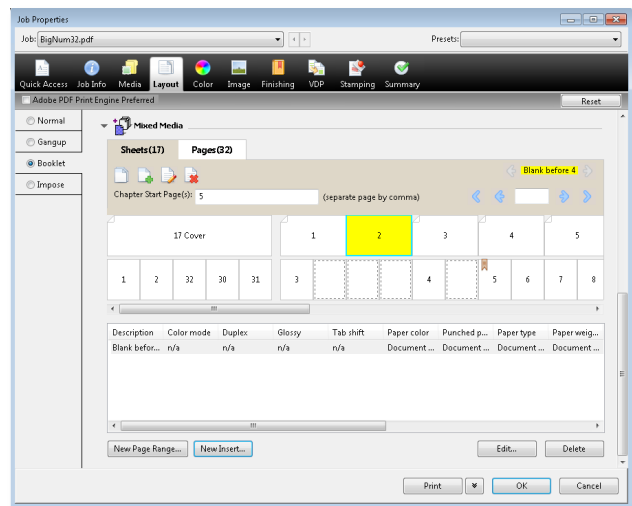 Job Properties
Job: BigNum32.pdf
Presets:
Quick Access Job Info Media Layout Color Image Finishing VDP Stamping Summary
Adobe PDF Print Engine Preferred Reset
Normal
Gangup
Booklet
Impose
Mixed Media
Sheets(17) Pages(32)
Blank before 4
Chapter Start Page(s): 5 (separate page by comma)
17 Cover 1 2 3 4 5
1 2 32 30 31 3 4 5 6 7 8
Description Color mode Duplex Glossy Tab shift Paper color Punched p... Paper type Paper weig...
Blank befor... n/a n/a n/a n/a Document ... Document ... Document ... Document ...
New Page Range... New Insert... Edit... Delete
Print OK Cancel